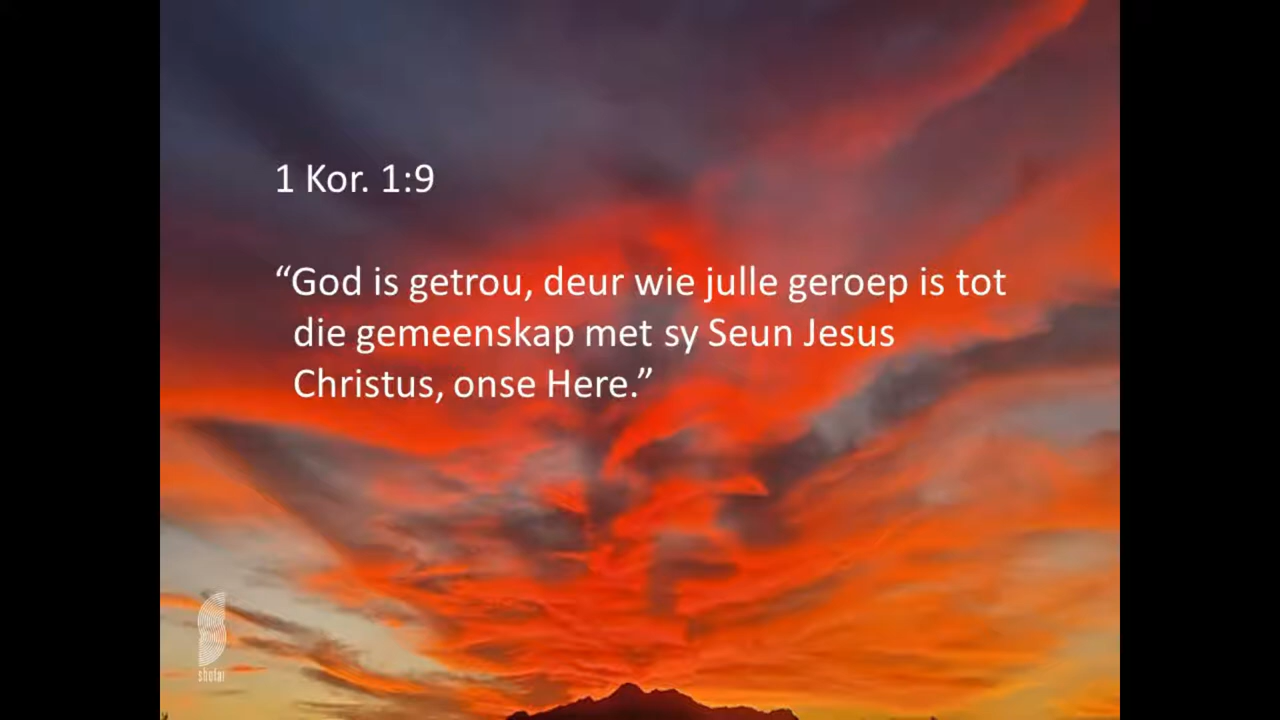 1 Kor. 1:9
“God is getrou, deur wie julle geroep is tot
die gemeenskap met sy Seun Jesus
Christus, onse Here.”
shofar